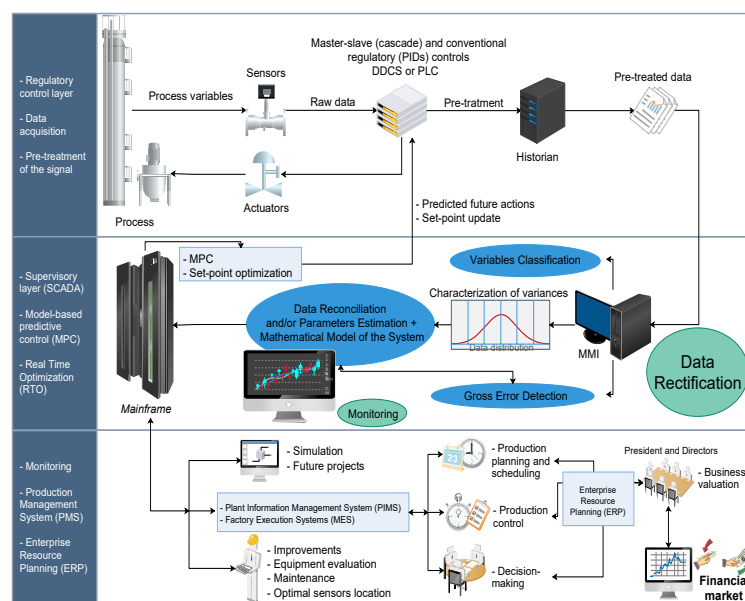 - Regulatory
control layer
- Data
acquisition
- Pre-treatment
of the signal
Master-slave (cascade) and conventional
regulatory (PIDs) controls
DDCS or PLC
Sensors
Process variables
Raw data
Pre-tratment
Pre-treated data
Historian
Actuators
Process
- Predicted future actions
- Set-point update
- Supervisory
layer (SCADA)
- Model-based
predictive
control (MPC)
- Real Time
Optimization
(RTO)
- MPC
- Set-point optimization
Variables Classification
Characterization of variances
Data distribution
Data Reconciliation
and/or Parameters Estimation +
Mathematical Model of the System
MMI
Data
Rectification
Gross Error Detection
Monitoring
Mainframe
- Monitoring
- Production
Management
System (PMS)
- Enterprise
Resource
Planning (ERP)
- Simulation
- Future projects
- Plant Information Management System (PIMS)
- Factory Execution Systems (MES)
- Improvements
- Equipment evaluation
- Maintenance
- Optimal sensors location
23
- Production
planning and
scheduling
- Production
control
- Decision-
making
Enterprise
Resource
Planning (ERP)
President and Directors
- Business
valuation
Financial
market